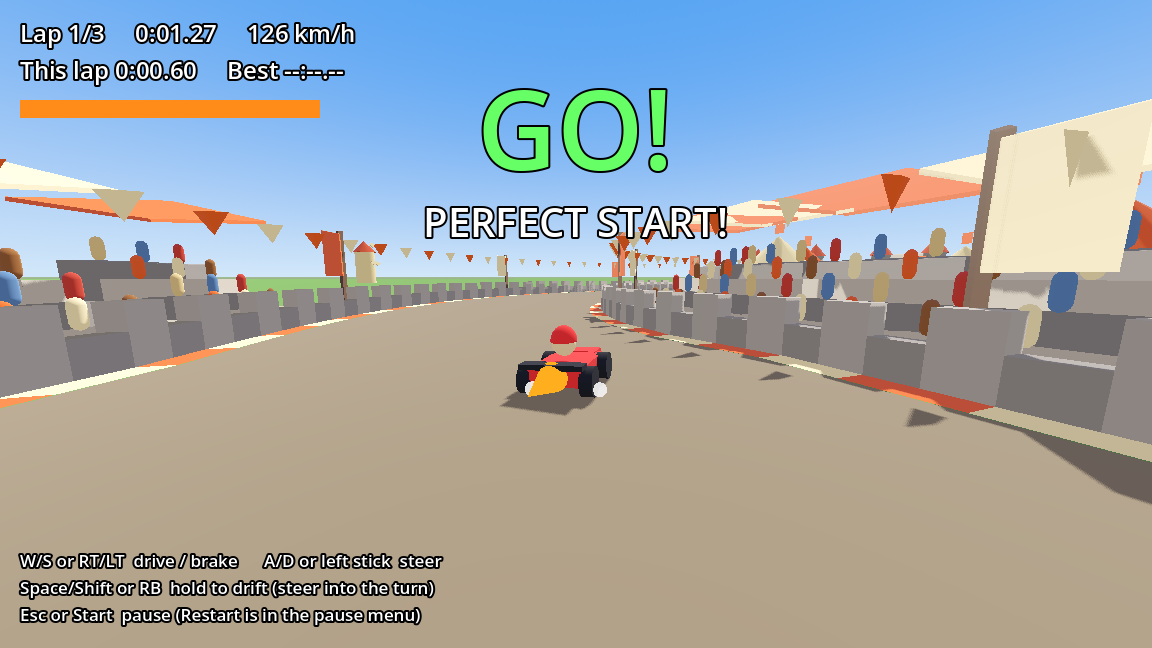 Lap 1/3 0:01.27 126 km/h
This lap 0:00.60 Best --:--.--
GO!
PERFECT START!
W/S or RT/LT drive / brake A/D or left stick steer
Space/Shift or RB hold to drift (steer into the turn)
Esc or Start pause (Restart is in the pause menu)